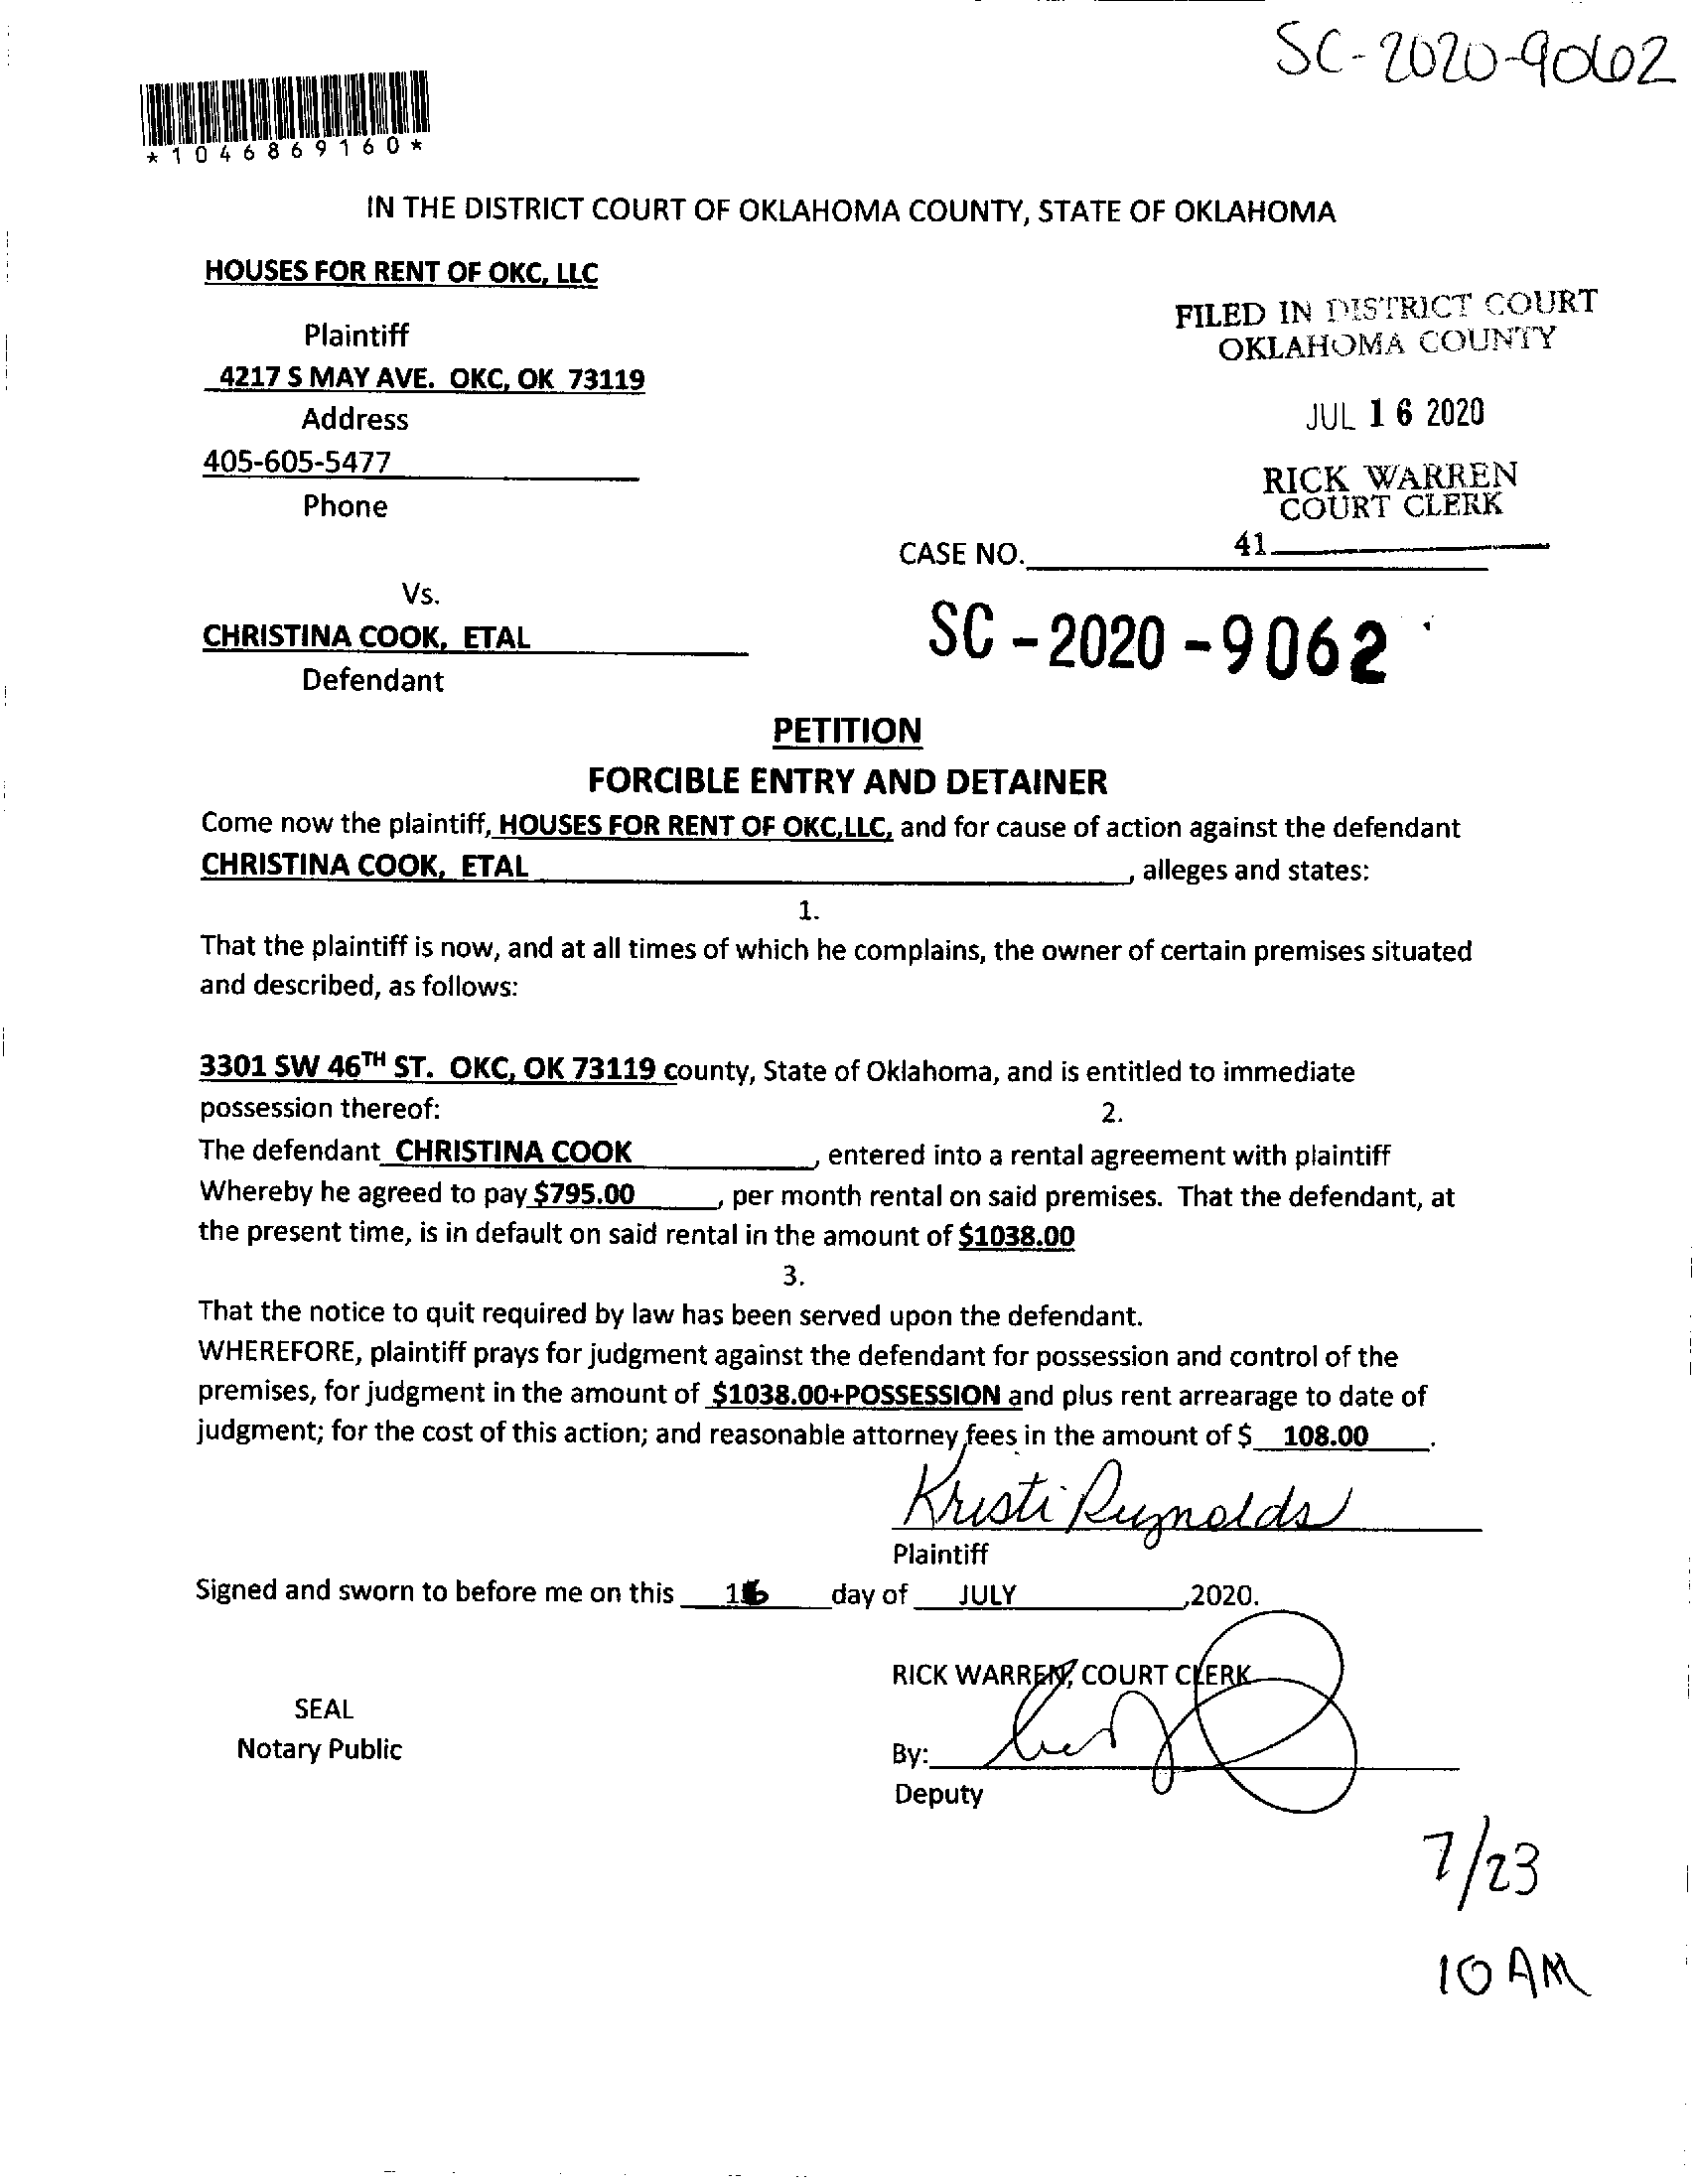 SC-2020-9062
*1046869160*
IN THE DISTRICT COURT OF OKLAHOMA COUNTY, STATE OF OKLAHOMA
HOUSES FOR RENT OF OKC, LLC
Plaintiff
4217 S MAY AVE. OKC, OK 73119
Address
405-605-5477
Phone
FILED IN DISTRICT COURT
OKLAHOMA COUNTY
JUL 16 2020
RICK WARREN
COURT CLERK
41
CASE NO.
Vs.
CHRISTINA COOK, ETAL
Defendant
SC-2020-9062
PETITION
FORCIBLE ENTRY AND DETAINER
Come now the plaintiff, HOUSES FOR RENT OF OKC,LLC, and for cause of action against the defendant
CHRISTINA COOK, ETAL, alleges and states:
1.
That the plaintiff is now, and at all times of which he complains, the owner of certain premises situated
and described, as follows:
3301 SW 46TH ST. OKC, OK 73119 county, State of Oklahoma, and is entitled to immediate
possession thereof:
2.
The defendant CHRISTINA COOK, entered into a rental agreement with plaintiff
Whereby he agreed to pay $795.00, per month rental on said premises. That the defendant, at
the present time, is in default on said rental in the amount of $1038.00
3.
That the notice to quit required by law has been served upon the defendant.
WHEREFORE, plaintiff prays for judgment against the defendant for possession and control of the
premises, for judgment in the amount of $1038.00+POSSESSION and plus rent arrearage to date of
judgment; for the cost of this action; and reasonable attorney fees in the amount of $ 108.00.
Kristi Reynolds
Plaintiff
Signed and sworn to before me on this 16 day of JULY ,2020.
RICK WARREN, COURT CLERK
SEAL
Notary Public
By:
Deputy
7/23
10 AM